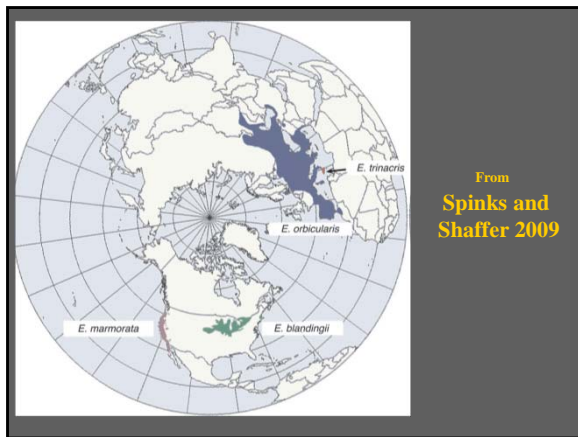 E. trinacris
E. orbicularis
E. marmorata
E. blandingii
From
Spinks and
Shaffer 2009